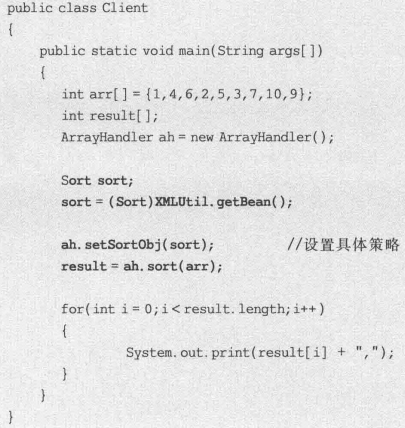 public class Client
{
    public static void main(String args[])
    {
        int arr[] = {1,4,6,2,5,3,7,10,9};
        int result[];
        ArrayHandler ah = new ArrayHandler();
        Sort sort;
        sort = (Sort)XMLUtil.getBean();
        ah.setSortObj(sort);            //设置具体策略
        result = ah.sort(arr);
        for(int i = 0;i < result.length;i++)
        {
                System.out.print(result[i] + ",");
        }
    }
}